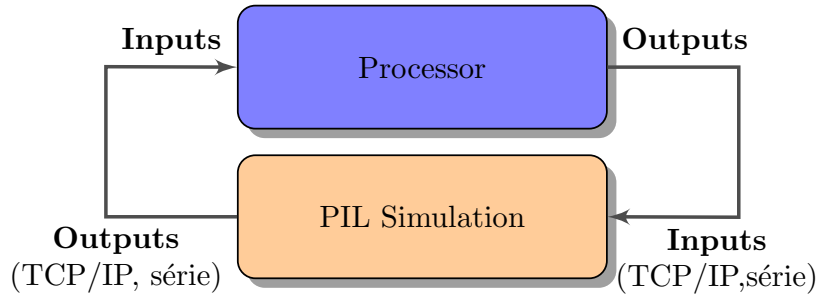 Inputs
Outputs
Processor
PIL Simulation
Outputs
(TCP/IP, série)
Inputs
(TCP/IP,série)